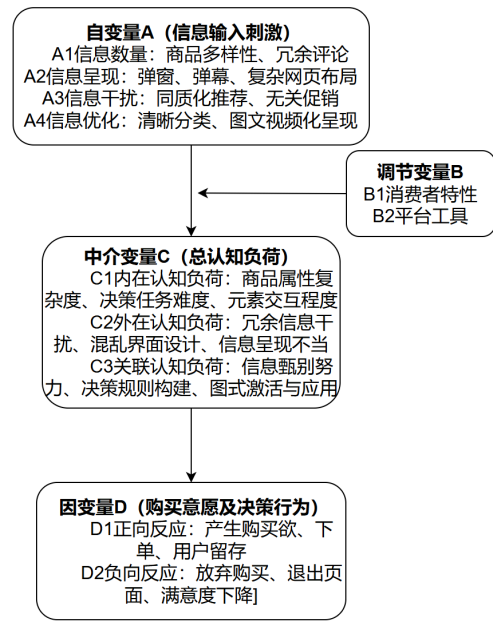 自变量A（信息输入刺激）
A1信息数量：商品多样性、冗余评论
A2信息呈现：弹窗、弹幕、复杂网页布局
A3信息干扰：同质化推荐、无关促销
A4信息优化：清晰分类、图文视频化呈现
调节变量B
B1消费者特性
B2平台工具
中介变量C（总认知负荷）
C1内在认知负荷：商品属性复
杂度、决策任务难度、元素交互程度
C2外在认知负荷：冗余信息干
扰、混乱界面设计、信息呈现不当
C3关联认知负荷：信息甄别努
力、决策规则构建、图式激活与应用
因变量D（购买意愿及决策行为）
D1正向反应：产生购买欲、下
单、用户留存
D2负向反应：放弃购买、退出页
面、满意度下降]